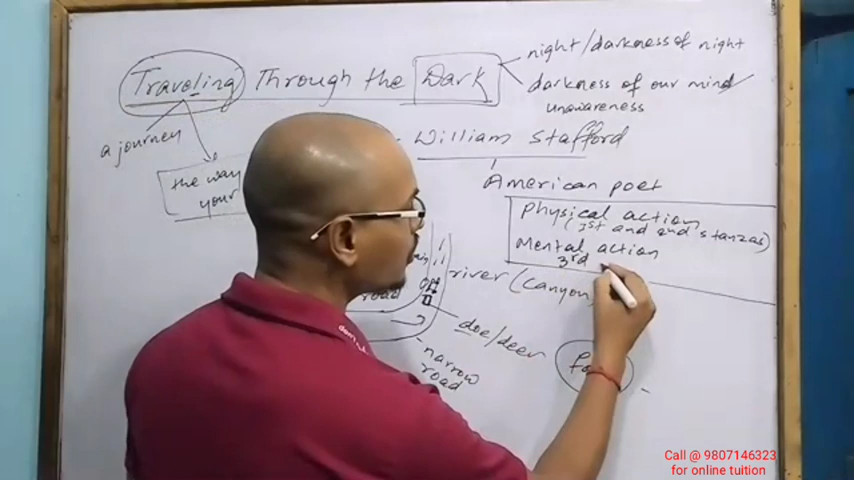 Traveling Through the Dark
night/darkness of night
darkness of our mind
unawareness
a journey
- William Stafford
the way
your
American poet
Physical action
(1st and 2nd stanzas)
Mental action
3rd
river (canyon)
road
doe/deer
narrow
road
Call @ 9807146323
for online tuition